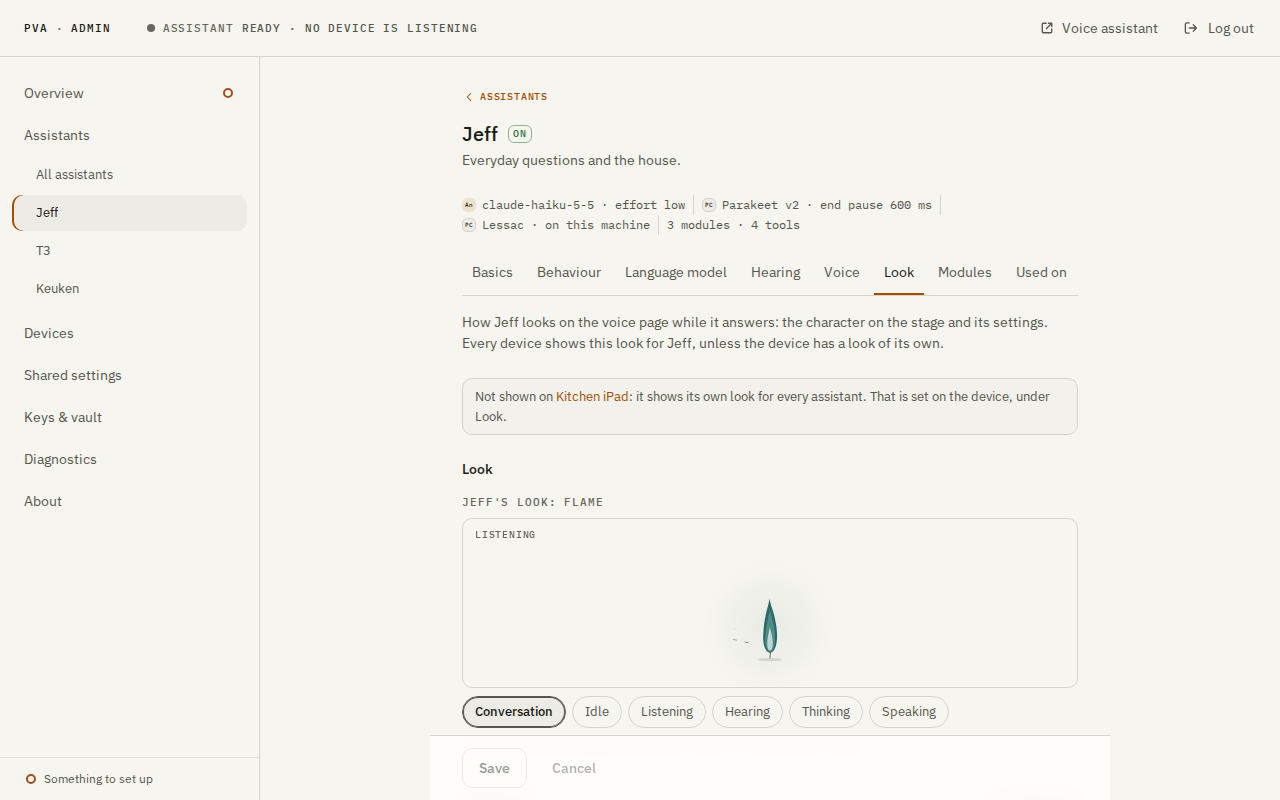 PVA · ADMIN
ASSISTANT READY · NO DEVICE IS LISTENING
Voice assistant
Log out
Overview
Assistants
All assistants
Jeff
T3
Keuken
Devices
Shared settings
Keys & vault
Diagnostics
About
Something to set up
ASSISTANTS
Jeff ON
Everyday questions and the house.
An claude-haiku-5-5 · effort low PC Parakeet v2 · end pause 600 ms
PC Lessac · on this machine 3 modules · 4 tools
Basics Behaviour Language model Hearing Voice Look Modules Used on
How Jeff looks on the voice page while it answers: the character on the stage and its settings.
Every device shows this look for Jeff, unless the device has a look of its own.
Not shown on Kitchen iPad: it shows its own look for every assistant. That is set on the device, under
Look.
Look
JEFF'S LOOK: FLAME
LISTENING
Conversation Idle Listening Hearing Thinking Speaking
Save Cancel